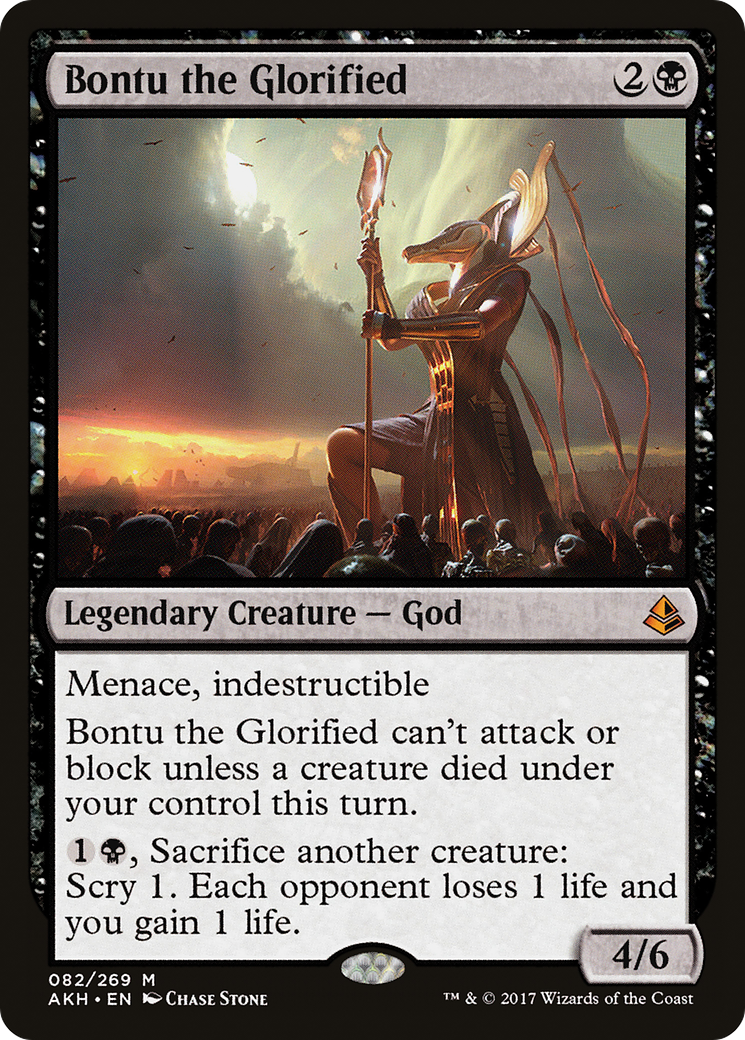 Bontu the Glorified 2
Legendary Creature — God
Menace, indestructible
Bontu the Glorified can't attack or
block unless a creature died under
your control this turn.
1, Sacrifice another creature:
Scry 1. Each opponent loses 1 life and
you gain 1 life.
4/6
082/269 M
AKH • EN Chase Stone
™ & © 2017 Wizards of the Coast